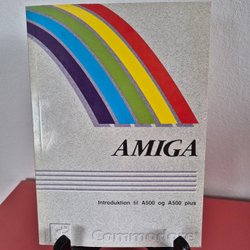 AMIGA
Introduktion til A500 og A500 plus
Commodore